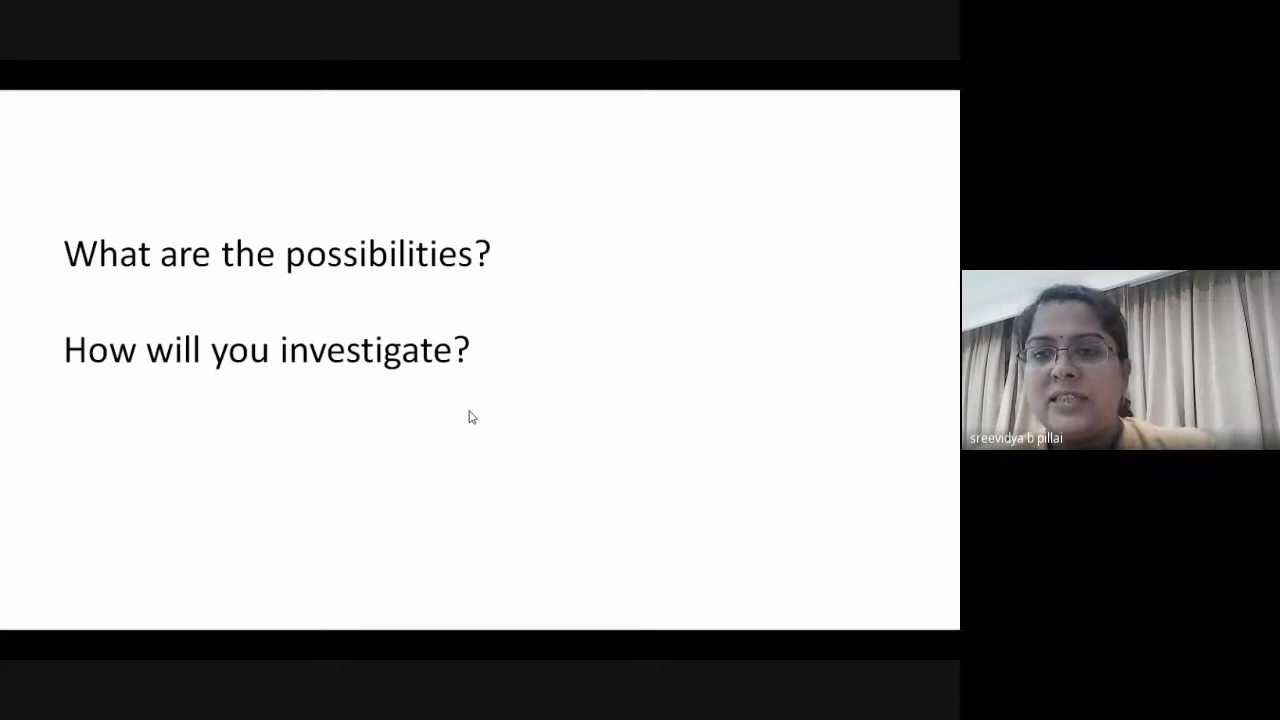 What are the possibilities?
How will you investigate?
sreevidya b pillai